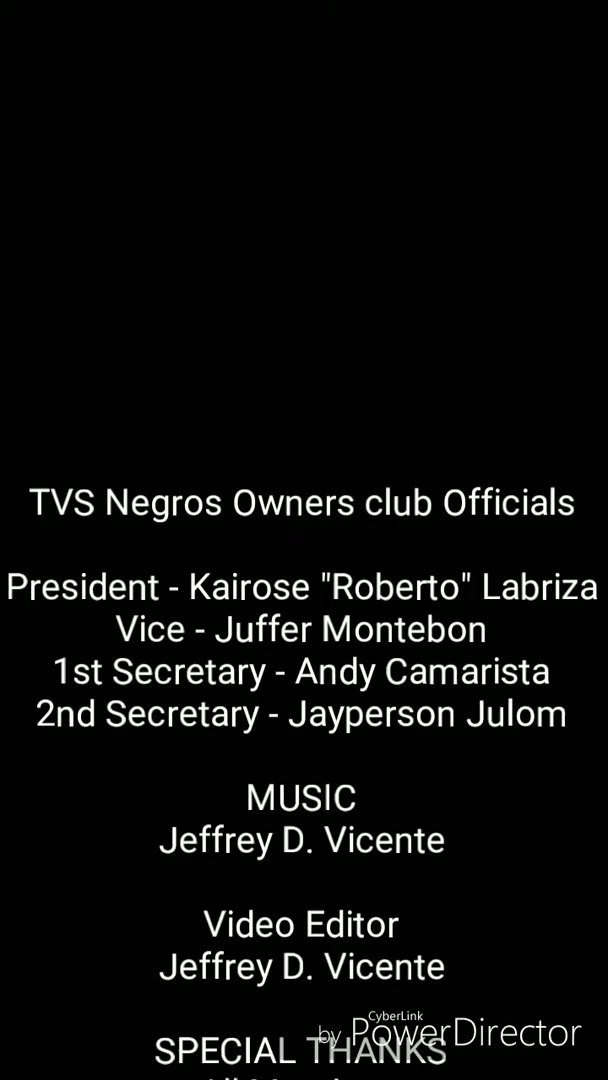 TVS Negros Owners club Officials
President - Kairose "Roberto" Labriza
Vice - Juffer Montebon
1st Secretary - Andy Camarista
2nd Secretary - Jayperson Julom
MUSIC
Jeffrey D. Vicente
Video Editor
Jeffrey D. Vicente
CyberLink
by PowerDirector
SPECIAL THANKS